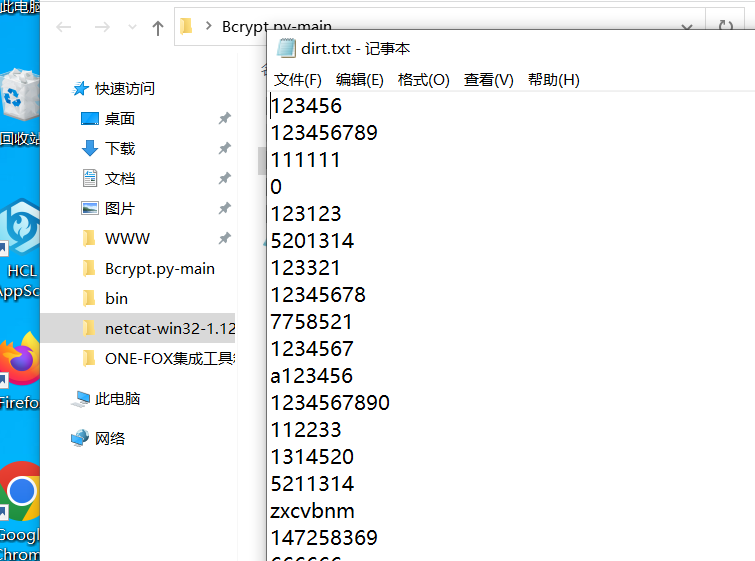 此电脑
Bcrypt.py-main
dirt.txt - 记事本
文件(F) 编辑(E) 格式(O) 查看(V) 帮助(H)
快速访问
桌面
下载
文档
图片
WWW
Bcrypt.py-main
bin
netcat-win32-1.12
ONE-FOX集成工具
此电脑
网络
回收站
HCL
AppSc
Firefo
Googl
Chrom
123456
123456789
111111
0
123123
5201314
123321
12345678
7758521
1234567
a123456
1234567890
112233
1314520
5211314
zxcvbnm
147258369
666666